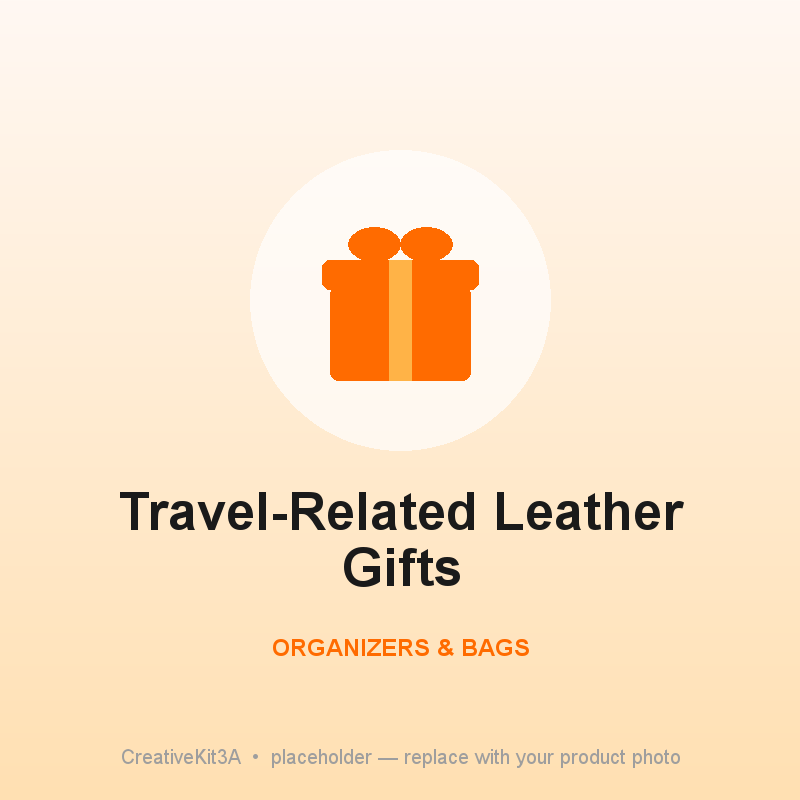 Travel-Related Leather
Gifts
ORGANIZERS & BAGS
CreativeKit3A • placeholder — replace with your product photo